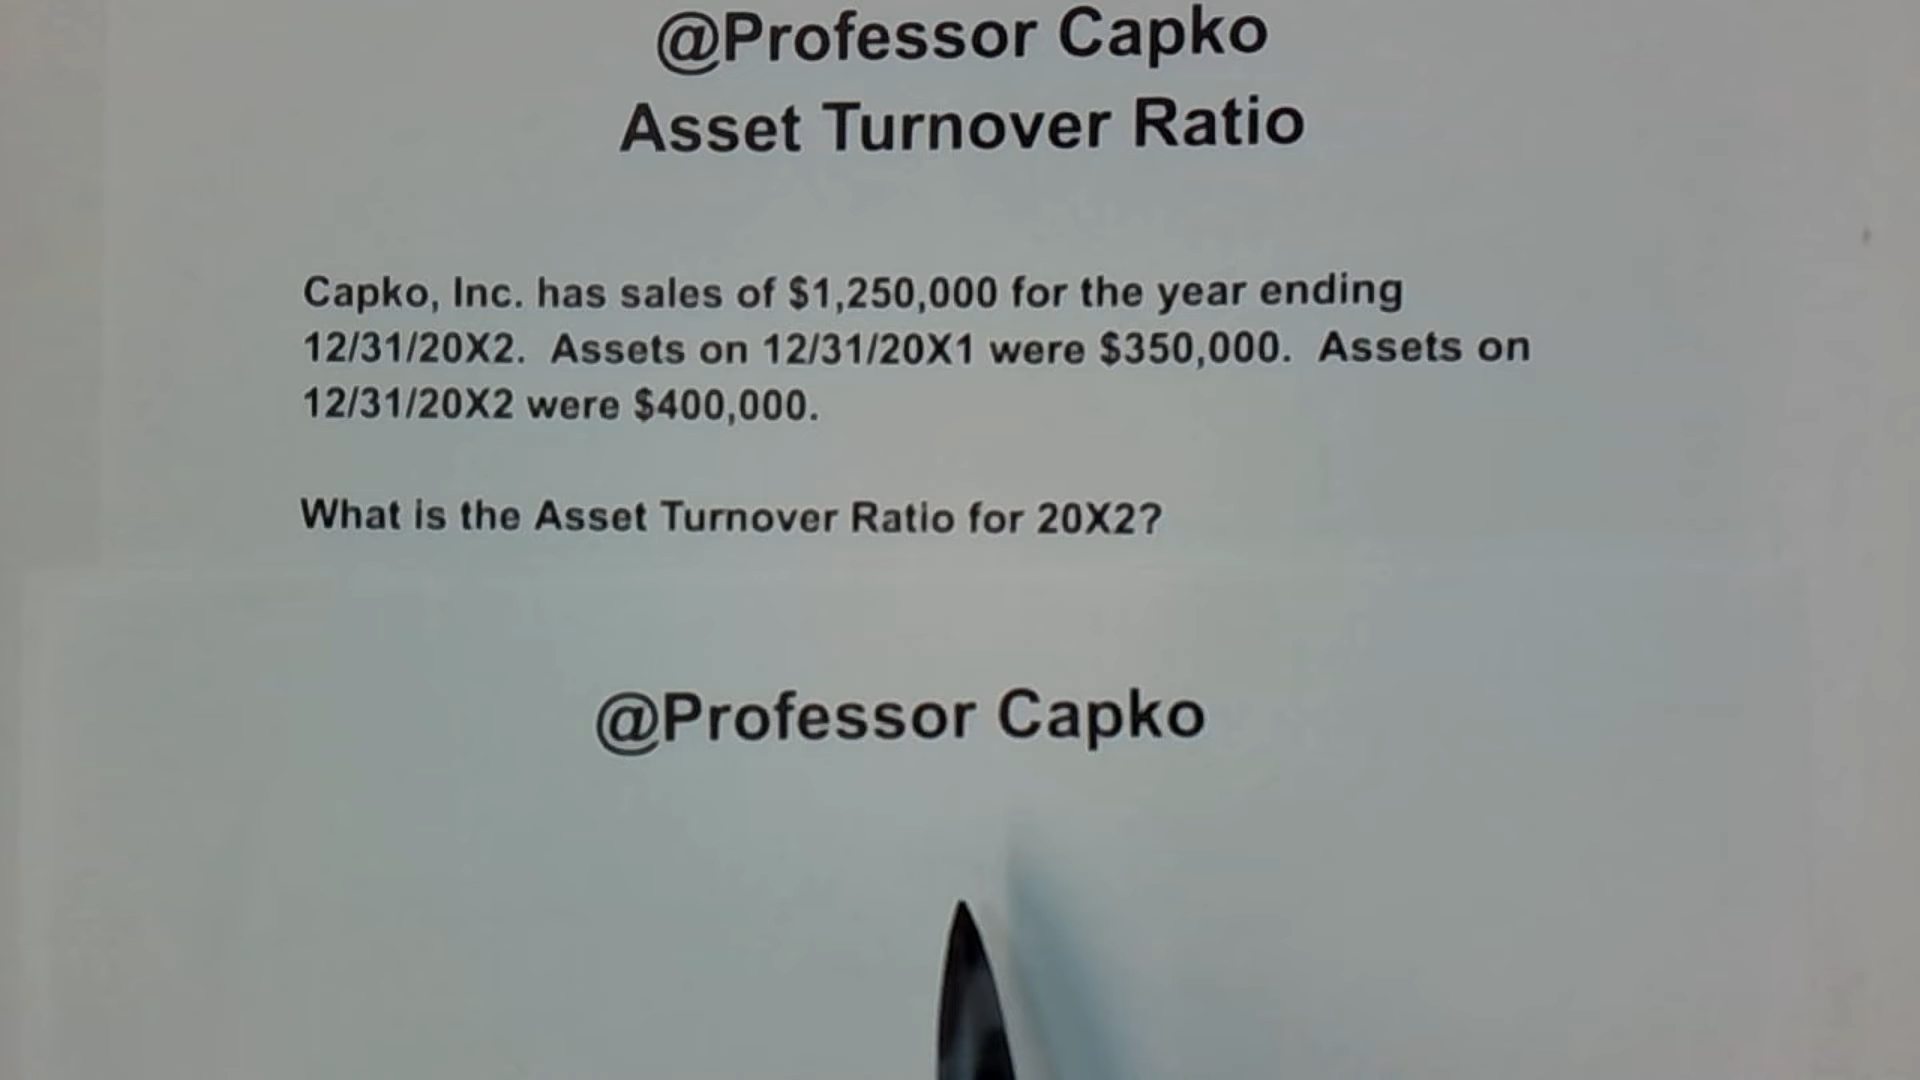 @Professor Capko
Asset Turnover Ratio
Capko, Inc. has sales of $1,250,000 for the year ending
12/31/20X2.  Assets on 12/31/20X1 were $350,000.  Assets on
12/31/20X2 were $400,000.
What is the Asset Turnover Ratio for 20X2?
@Professor Capko